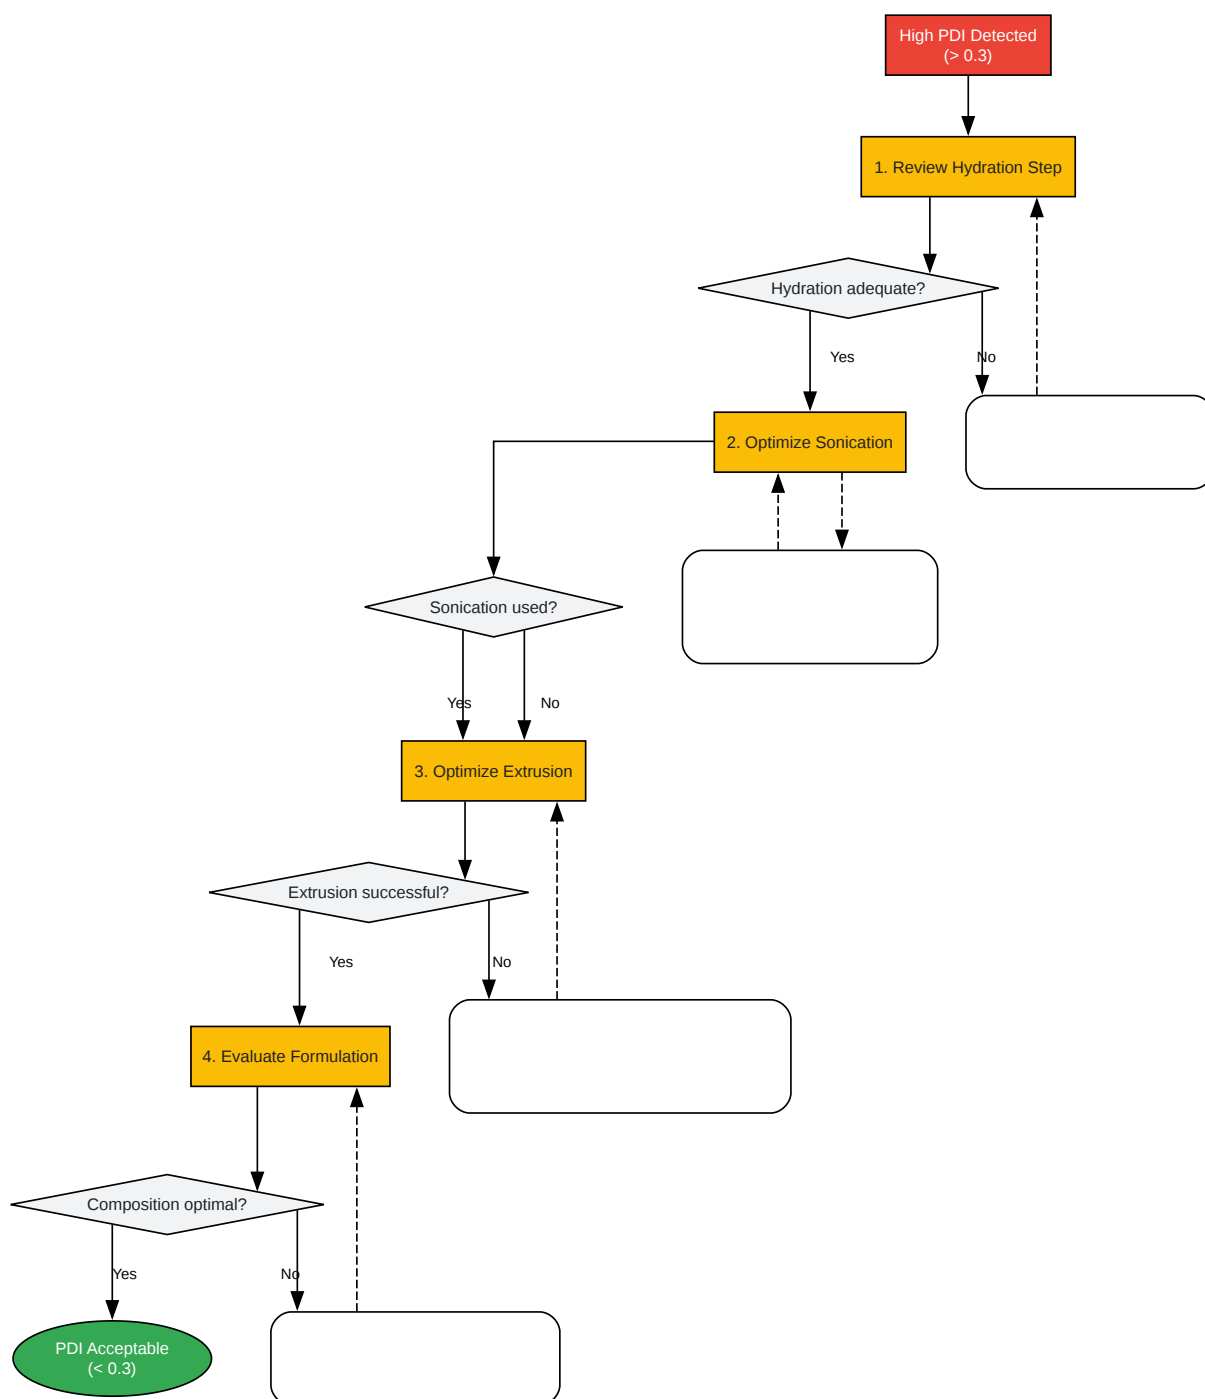 High PDI Detected
(> 0.3)
1. Review Hydration Step
Hydration adequate?
Yes
No
2. Optimize Sonication
Sonication used?
Yes
No
3. Optimize Extrusion
Extrusion successful?
Yes
No
4. Evaluate Formulation
Composition optimal?
Yes
No
PDI Acceptable
(< 0.3)